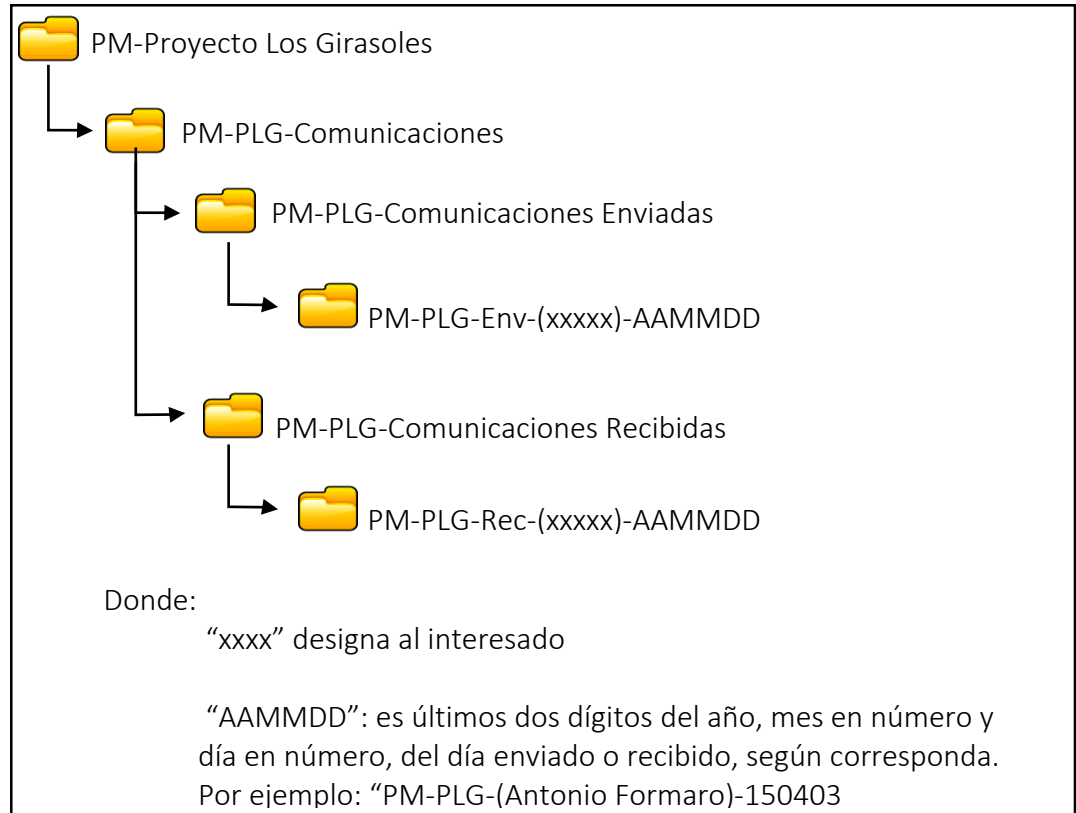 PM-Proyecto Los Girasoles
PM-PLG-Comunicaciones
PM-PLG-Comunicaciones Enviadas
PM-PLG-Env-(xxxxx)-AAMMDD
PM-PLG-Comunicaciones Recibidas
PM-PLG-Rec-(xxxxx)-AAMMDD
Donde:
“xxxx” designa al interesado
“AAMMDD”: es últimos dos dígitos del año, mes en número y
día en número, del día enviado o recibido, según corresponda.
Por ejemplo: “PM-PLG-(Antonio Formaro)-150403